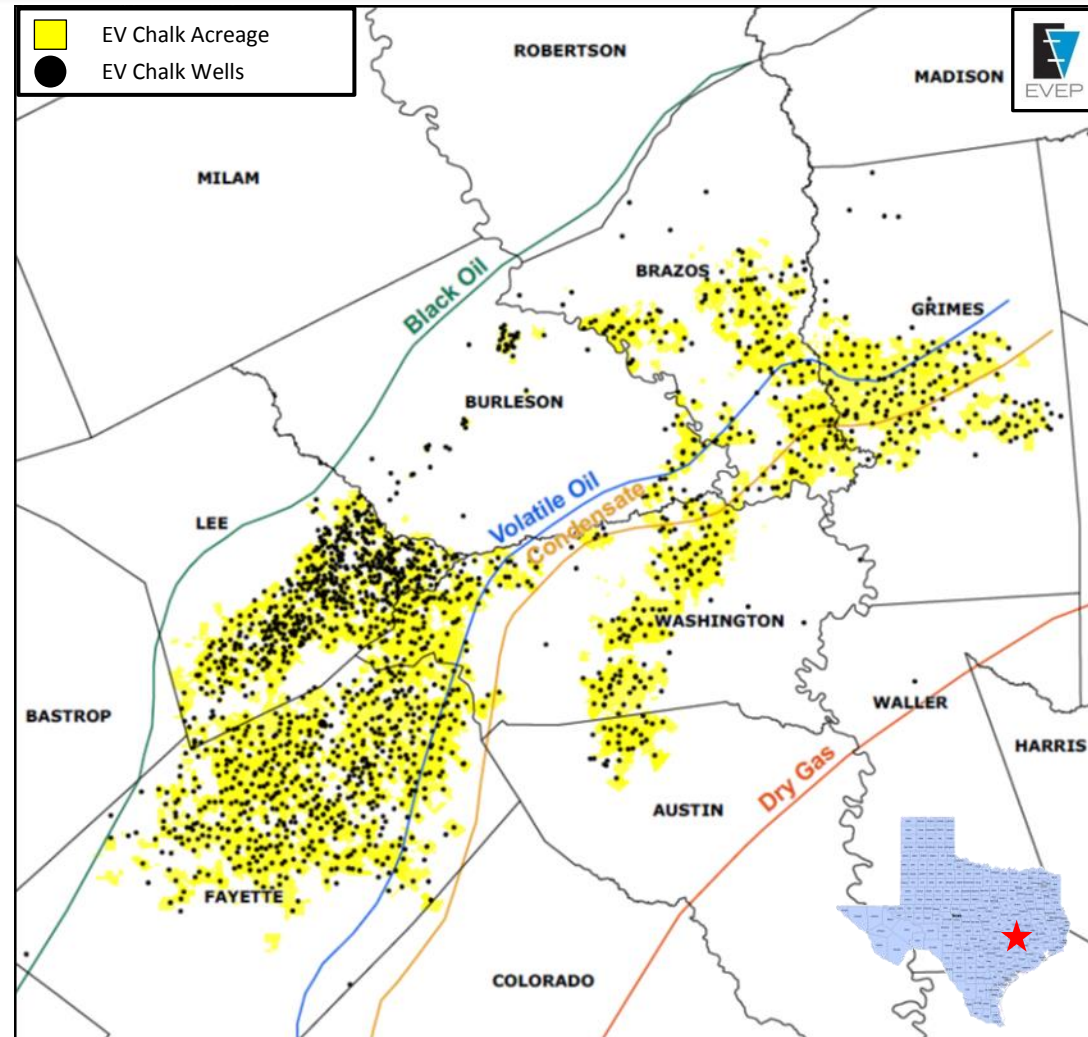 EV Chalk Acreage
EV Chalk Wells
EVEP
ROBERTSON
MADISON
MILAM
BRAZOS
Black Oil
GRIMES
BURLESON
Volatile Oil
Condensate
LEE
WASHINGTON
BASTROP
WALLER
HARRIS
Dry Gas
AUSTIN
FAYETTE
COLORADO